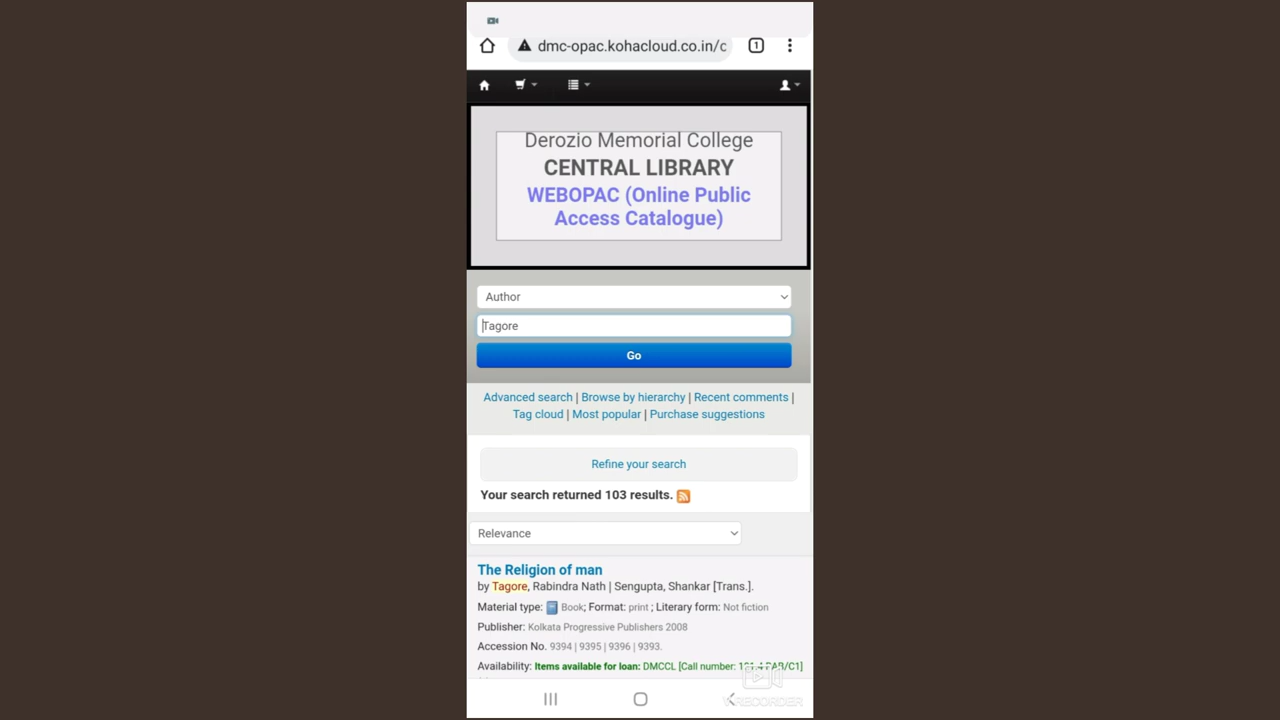 dmc-opac.kohacloud.co.in/c
1
Derozio Memorial College
CENTRAL LIBRARY
WEBOPAC (Online Public
Access Catalogue)
Author
Tagore
Go
Advanced search | Browse by hierarchy | Recent comments |
Tag cloud | Most popular | Purchase suggestions
Refine your search
Your search returned 103 results.
Relevance
The Religion of man
by Tagore, Rabindra Nath | Sengupta, Shankar [Trans.].
Material type: Book; Format: print ; Literary form: Not fiction
Publisher: Kolkata Progressive Publishers 2008
Accession No. 9394 | 9395 | 9396 | 9393.
Availability: Items available for loan: DMCCL [Call number: